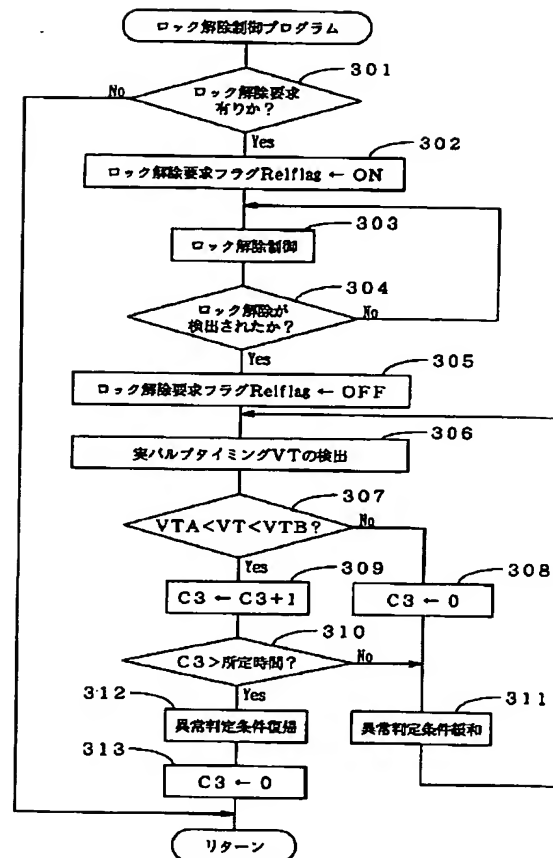 ロック解除制御プログラム
301
ロック解除要求
有りか?
No
Yes
302
ロック解除要求フラグRelflag ← ON
303
ロック解除制御
304
ロック解除が
検出されたか?
No
Yes
305
ロック解除要求フラグRelflag ← OFF
306
実バルブタイミングVTの検出
307
VTA<VT<VTB?
No
Yes
309
C3 ← C3+1
308
C3 ← 0
310
C3>所定時間?
No
Yes
312
異常判定条件復帰
311
異常判定条件緩和
313
C3 ← 0
リターン